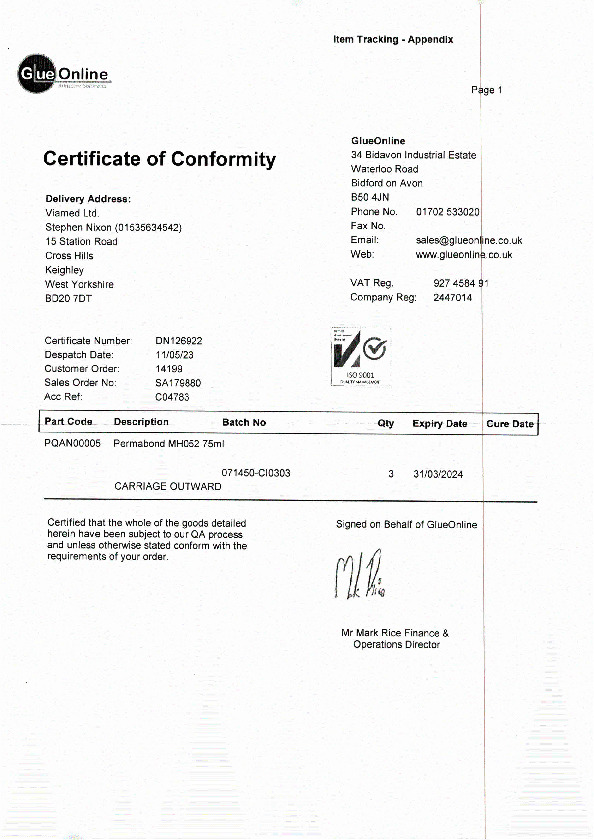 Item Tracking - Appendix
GlueOnline
Adhesive Solutions
Page 1
Certificate of Conformity
GlueOnline
34 Bidavon Industrial Estate
Waterloo Road
Bidford on Avon
B50 4JN
Phone No. 01702 533020
Fax No.
Email: sales@glueonline.co.uk
Web: www.glueonline.co.uk
VAT Reg. 927 4584 91
Company Reg: 2447014
Delivery Address:
Viamed Ltd.
Stephen Nixon (01535634542)
15 Station Road
Cross Hills
Keighley
West Yorkshire
BD20 7DT
Certificate Number DN126922
Despatch Date: 11/05/23
Customer Order: 14199
Sales Order No: SA179880
Acc Ref: C04783
ISO 9001
QUALITY MANAGEMENT
Part Code Description Batch No Qty Expiry Date Cure Date
PQAN00005 Permabond MH052 75ml
071450-CI0303 3 31/03/2024
CARRIAGE OUTWARD
Certified that the whole of the goods detailed
herein have been subject to our QA process
and unless otherwise stated conform with the
requirements of your order.
Signed on Behalf of GlueOnline
Mr Mark Rice Finance &
Operations Director